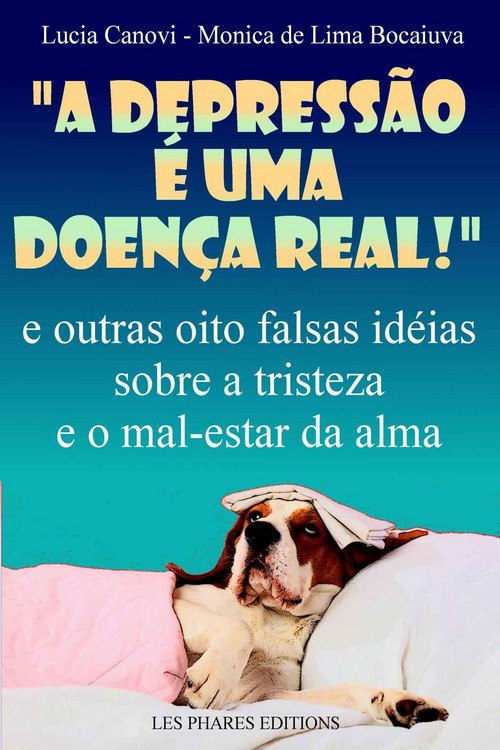 Lucia Canovi - Monica de Lima Bocaiuva
"A DEPRESSÃO
É UMA
DOENÇA REAL!"
e outras oito falsas idéias
sobre a tristeza
e o mal-estar da alma
LES PHARES EDITIONS